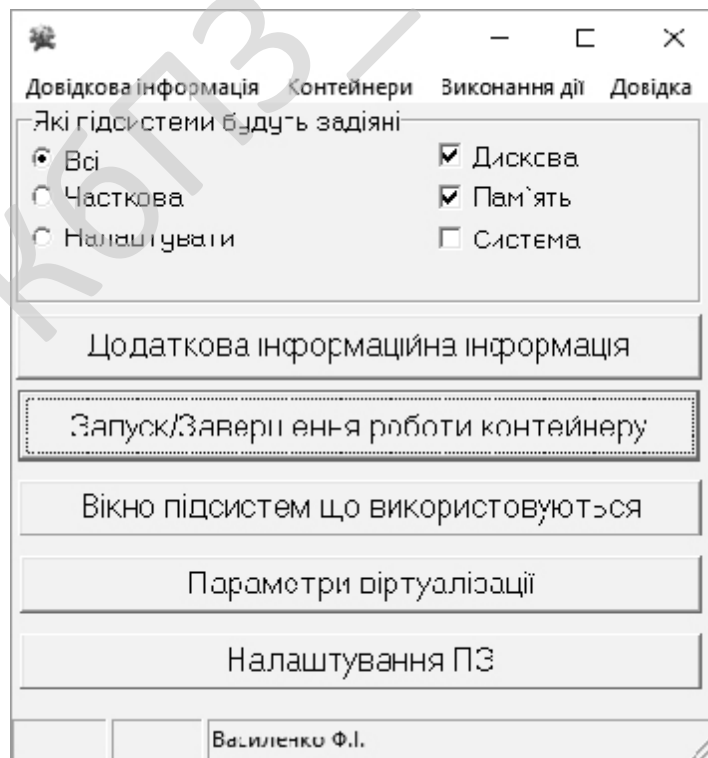 Довідкова інформація Контейнери Виконання дії Довідка
Які підсистеми будуть задіяні
Всі
Дискова
Часткова
Пам`ять
Налаштувати
Система
Додаткова інформаційна інформація
Запуск/Завершення роботи контейнеру
Вікно підсистем що використовуються
Параметри віртуалізації
Налаштування ПЗ
Василенко Ф.І.
КбПЗ_